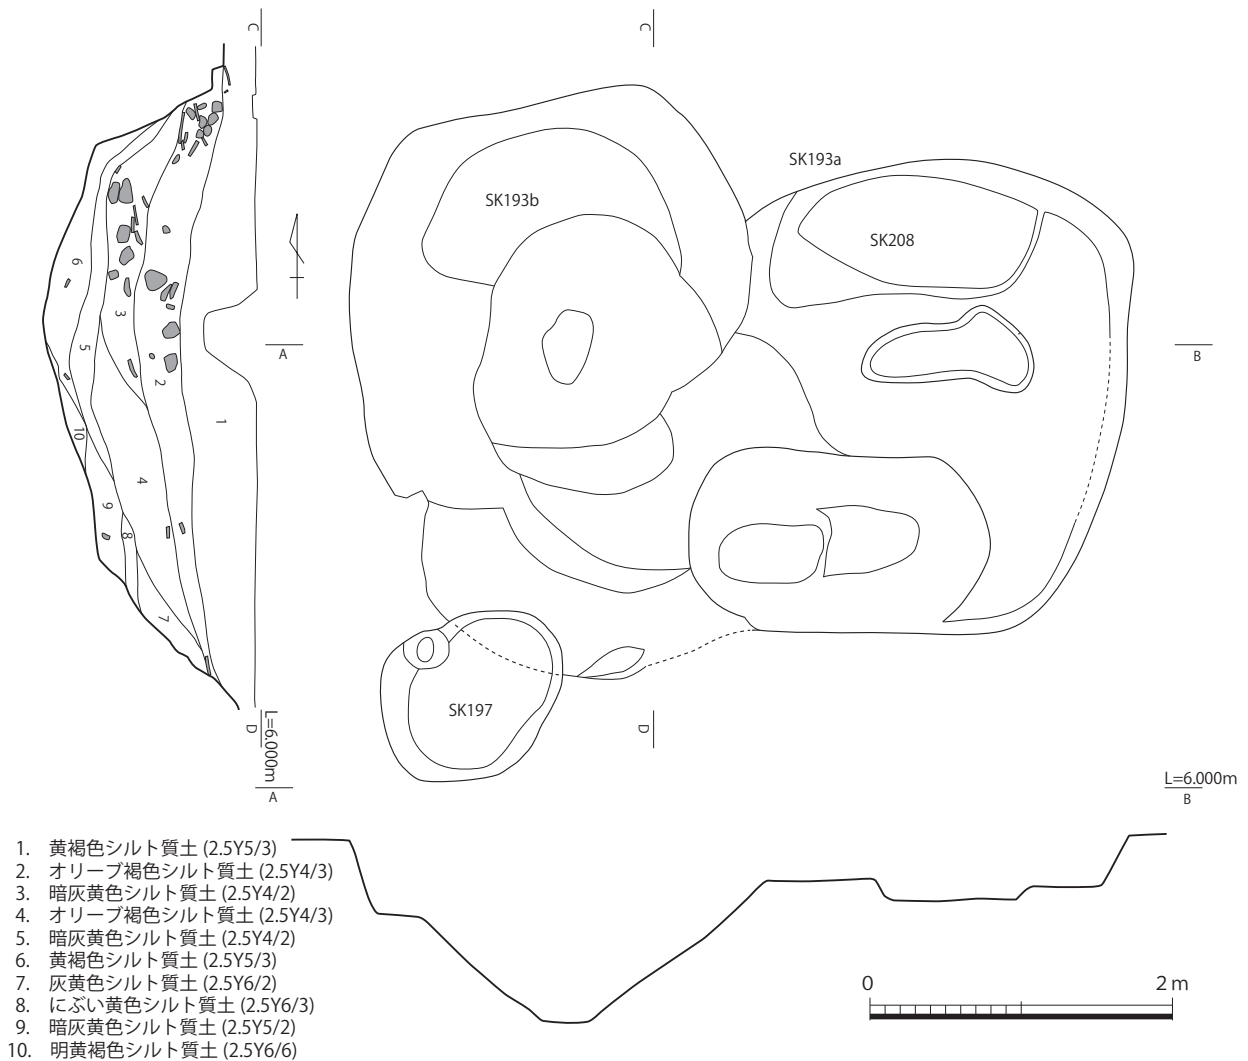 C
C
SK193a
SK193b
SK208
6
3
5
2
1
10
4
9
8
7
A
B
SK197
D
L=6.000m
D
A
L=6.000m
B
1. 黄褐色シルト質土 (2.5Y5/3)
2. オリーブ褐色シルト質土 (2.5Y4/3)
3. 暗灰黄色シルト質土 (2.5Y4/2)
4. オリーブ褐色シルト質土 (2.5Y4/3)
5. 暗灰黄色シルト質土 (2.5Y4/2)
6. 黄褐色シルト質土 (2.5Y5/3)
7. 灰黄色シルト質土 (2.5Y6/2)
8. にぶい黄色シルト質土 (2.5Y6/3)
9. 暗灰黄色シルト質土 (2.5Y5/2)
10. 明黄褐色シルト質土 (2.5Y6/6)
0 2 m